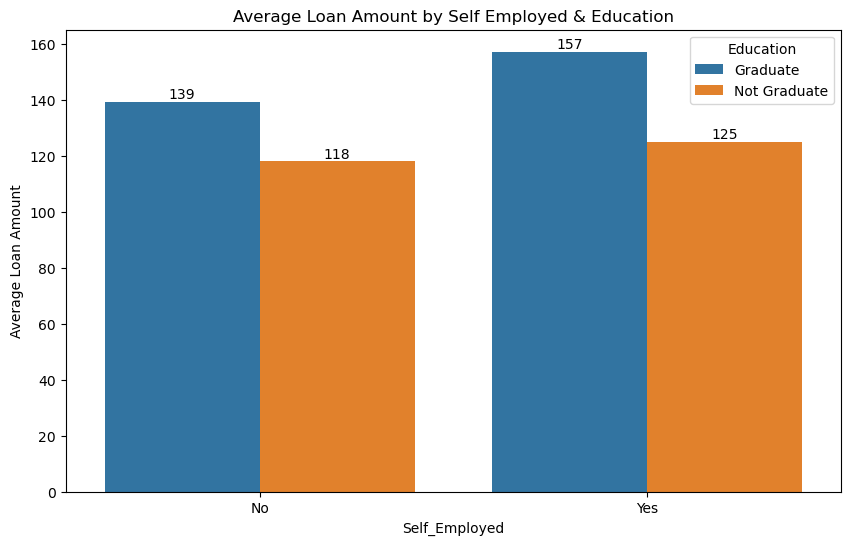 Average Loan Amount by Self Employed & Education
Average Loan Amount
160
140
120
100
80
60
40
20
0
139
118
157
125
Education
Graduate
Not Graduate
No
Yes
Self_Employed